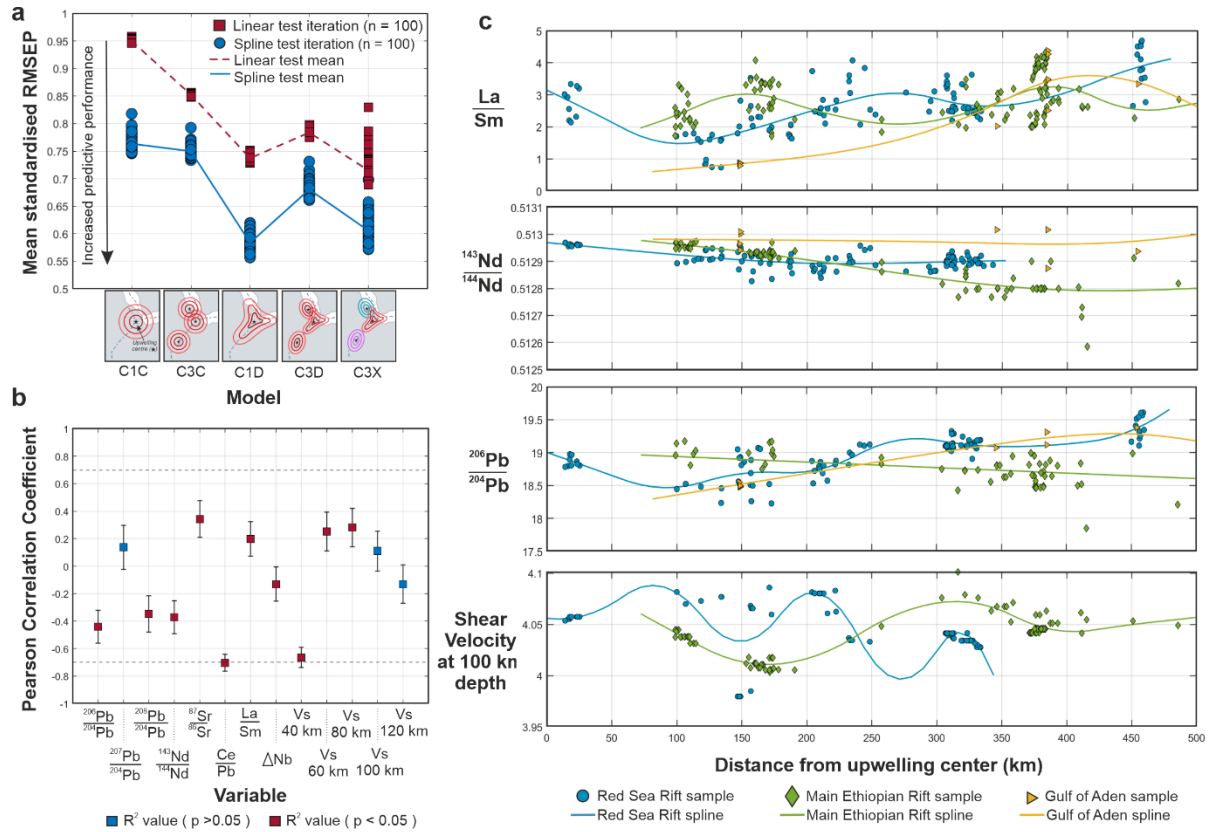 a
Linear test iteration (n = 100)
Spline test iteration (n = 100)
Linear test mean
Spline test mean
Mean standardised RMSEP
Increased predictive performance
1
0.95
0.9
0.85
0.8
0.75
0.7
0.65
0.6
0.55
0.5
Upwelling
centre (★)
C1C C3C C1D C3D C3X
Model
b
Pearson Correlation Coefficient
1
0.8
0.6
0.4
0.2
0
-0.2
-0.4
-0.6
-0.8
-1
206Pb
204Pb
207Pb
204Pb
208Pb
204Pb
143Nd
144Nd
87Sr
86Sr
Ce
Pb
La
Sm
ΔNb
Vs
40 km
Vs
60 km
Vs
80 km
Vs
100 km
Vs
120 km
Variable
R2 value ( p >0.05)
R2 value ( p < 0.05)
c
La
Sm
5
4
3
2
1
0
143Nd
144Nd
0.5131
0.513
0.5129
0.5128
0.5127
0.5126
0.5125
206Pb
204Pb
20
19.5
19
18.5
18
17.5
Shear
Velocity
at 100 km
depth
4.1
4.05
4
3.95
0 50 100 150 200 250 300 350 400 450 500
Distance from upwelling center (km)
Red Sea Rift sample
Main Ethiopian Rift sample
Gulf of Aden sample
Red Sea Rift spline
Main Ethiopian Rift spline
Gulf of Aden spline